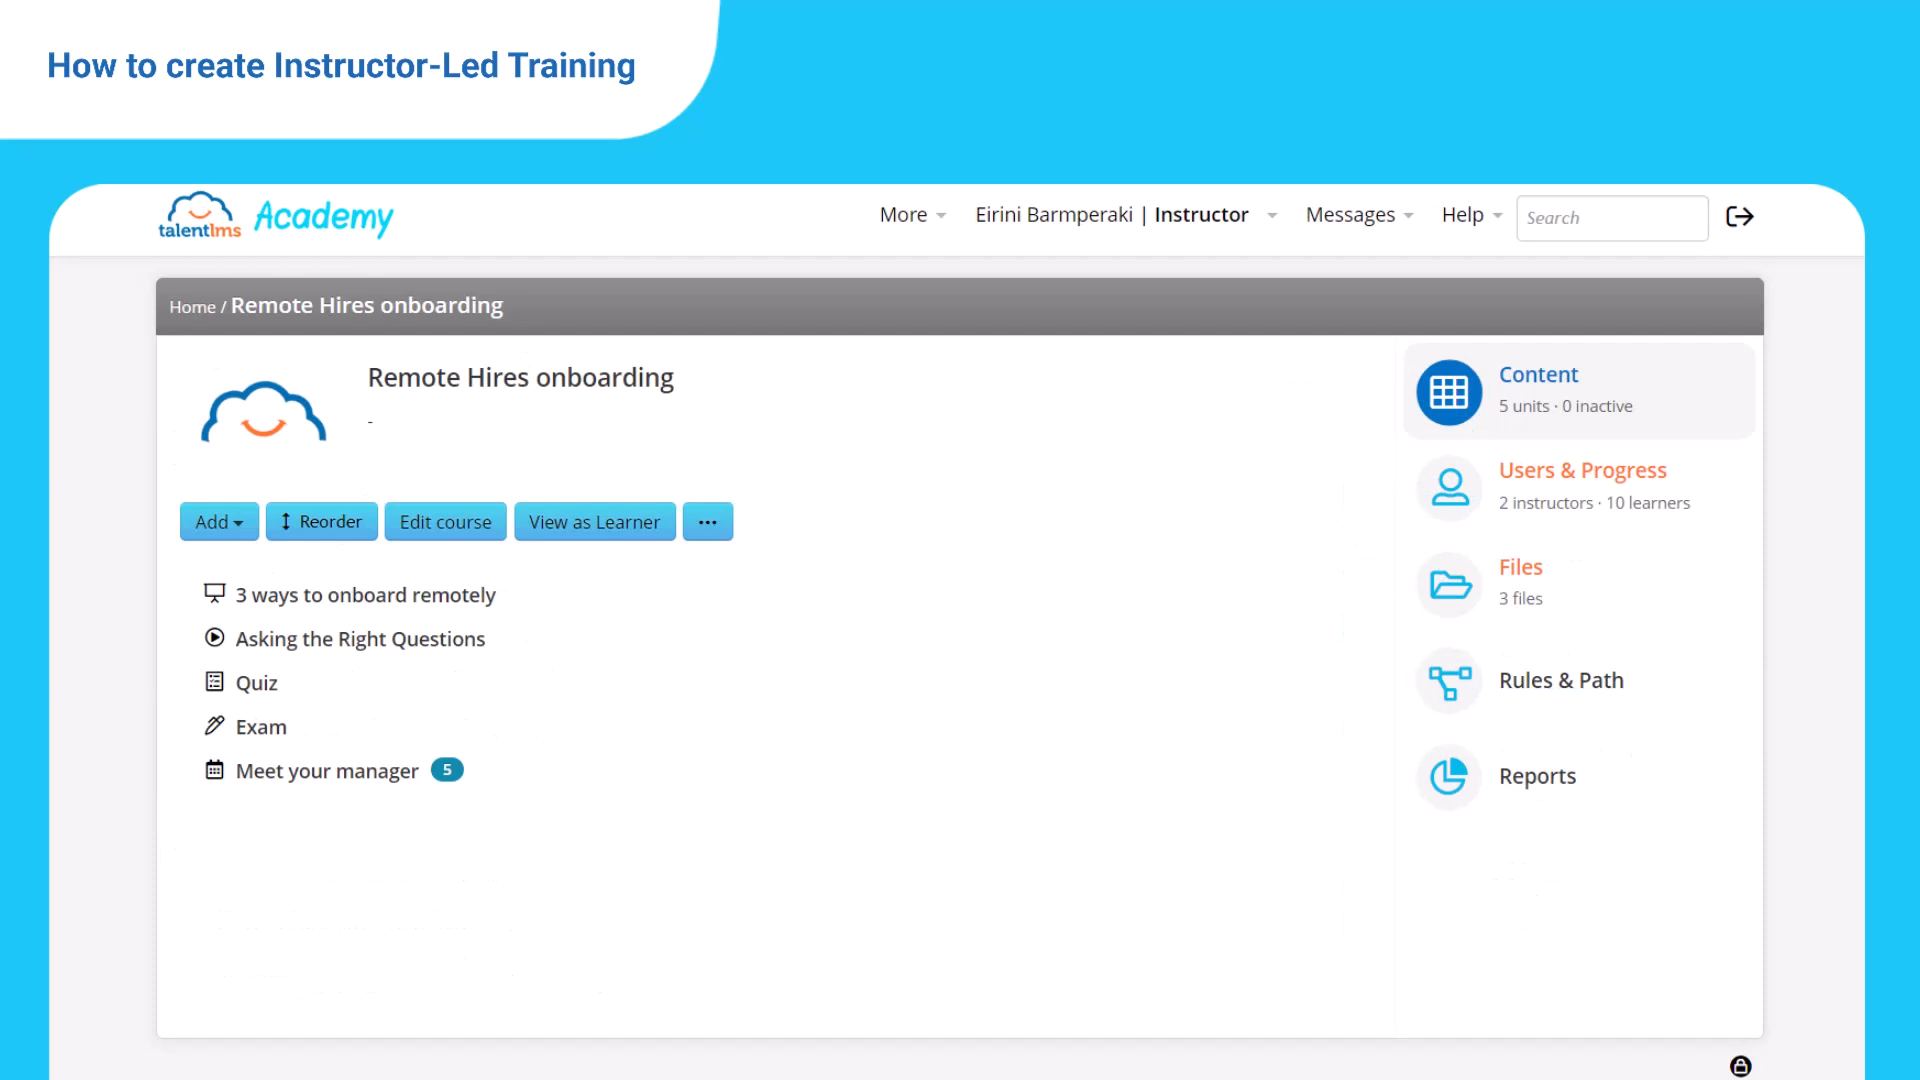 How to create Instructor-Led Training
talentlms Academy
More
Eirini Barmperaki | Instructor
Messages
Help
Search
Home / Remote Hires onboarding
Remote Hires onboarding
-
Add
Reorder
Edit course
View as Learner
...
3 ways to onboard remotely
Asking the Right Questions
Quiz
Exam
Meet your manager 5
Content
5 units · 0 inactive
Users & Progress
2 instructors · 10 learners
Files
3 files
Rules & Path
Reports